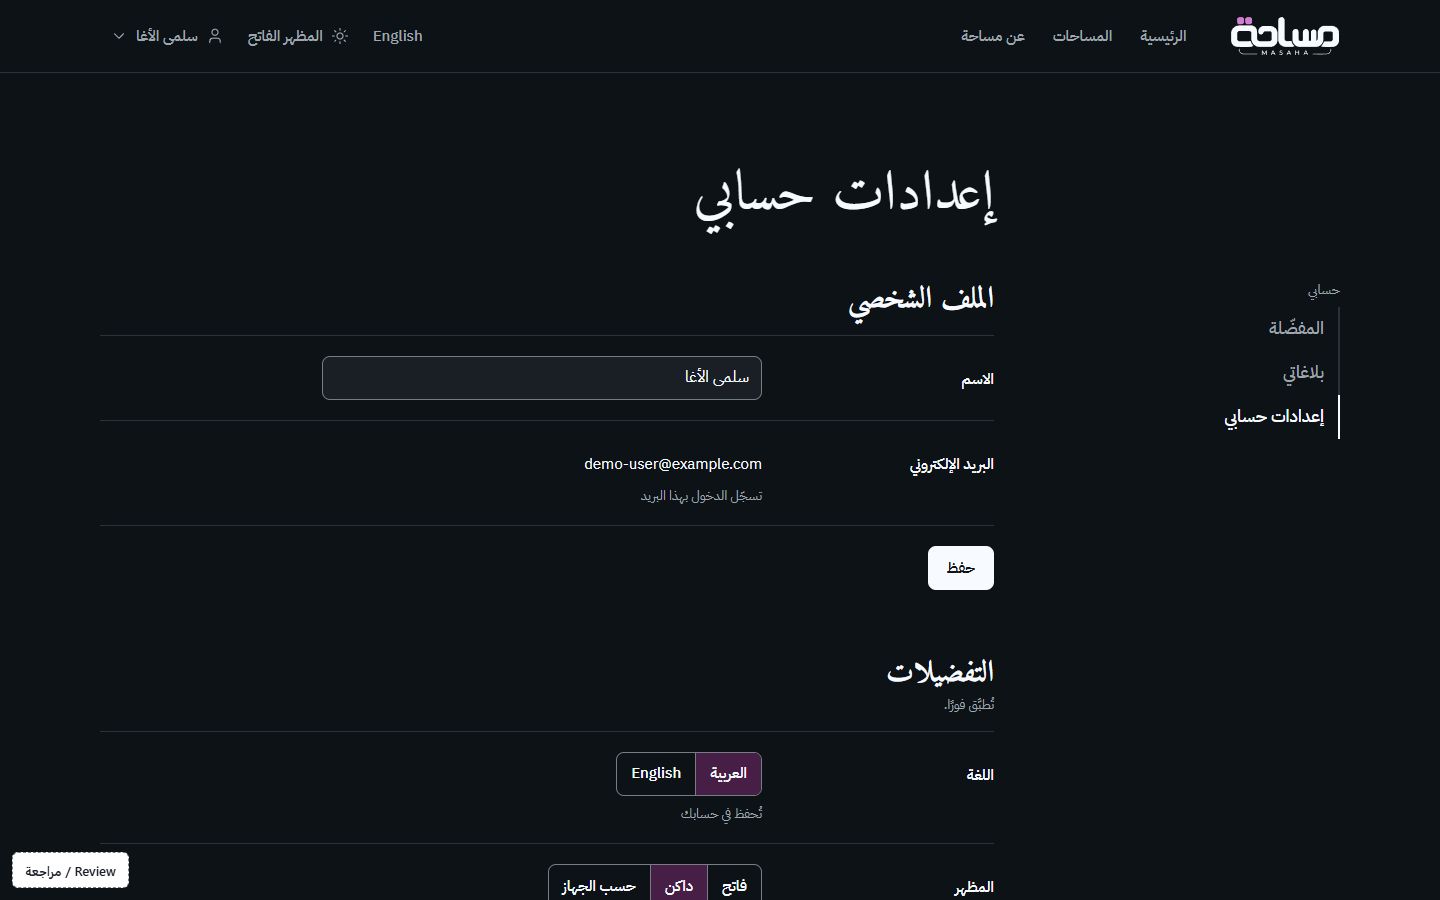 مساحة
MASAHA
الرئيسية
المساحات
عن مساحة
English
المظهر الفاتح
سلمى الأغا
إعدادات حسابي
حسابي
المفضّلة
بلاغاتي
إعدادات حسابي
الملف الشخصي
الاسم
سلمى الأغا
البريد الإلكتروني
demo-user@example.com
تسجّل الدخول بهذا البريد
حفظ
التفضيلات
تُطبَّق فورًا.
اللغة
العربية
English
تُحفظ في حسابك
المظهر
فاتح
داكن
حسب الجهاز
Review / مراجعة